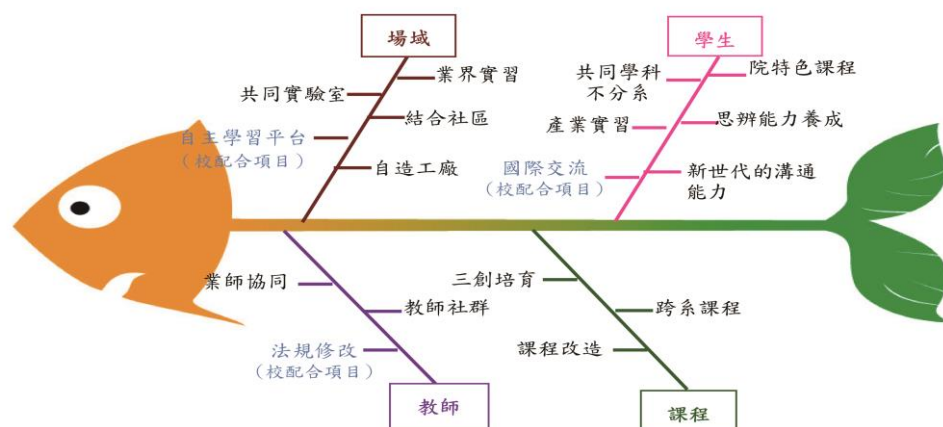 場域
業界實習
共同實驗室
結合社區
自主學習平台
(校配合項目)
自造工廠
學生
院特色課程
共同學科
不分系
思辨能力養成
產業實習
國際交流
(校配合項目)
新世代的溝通
能力
業師協同
教師社群
法規修改
(校配合項目)
教師
三創培育
跨系課程
課程改造
課程